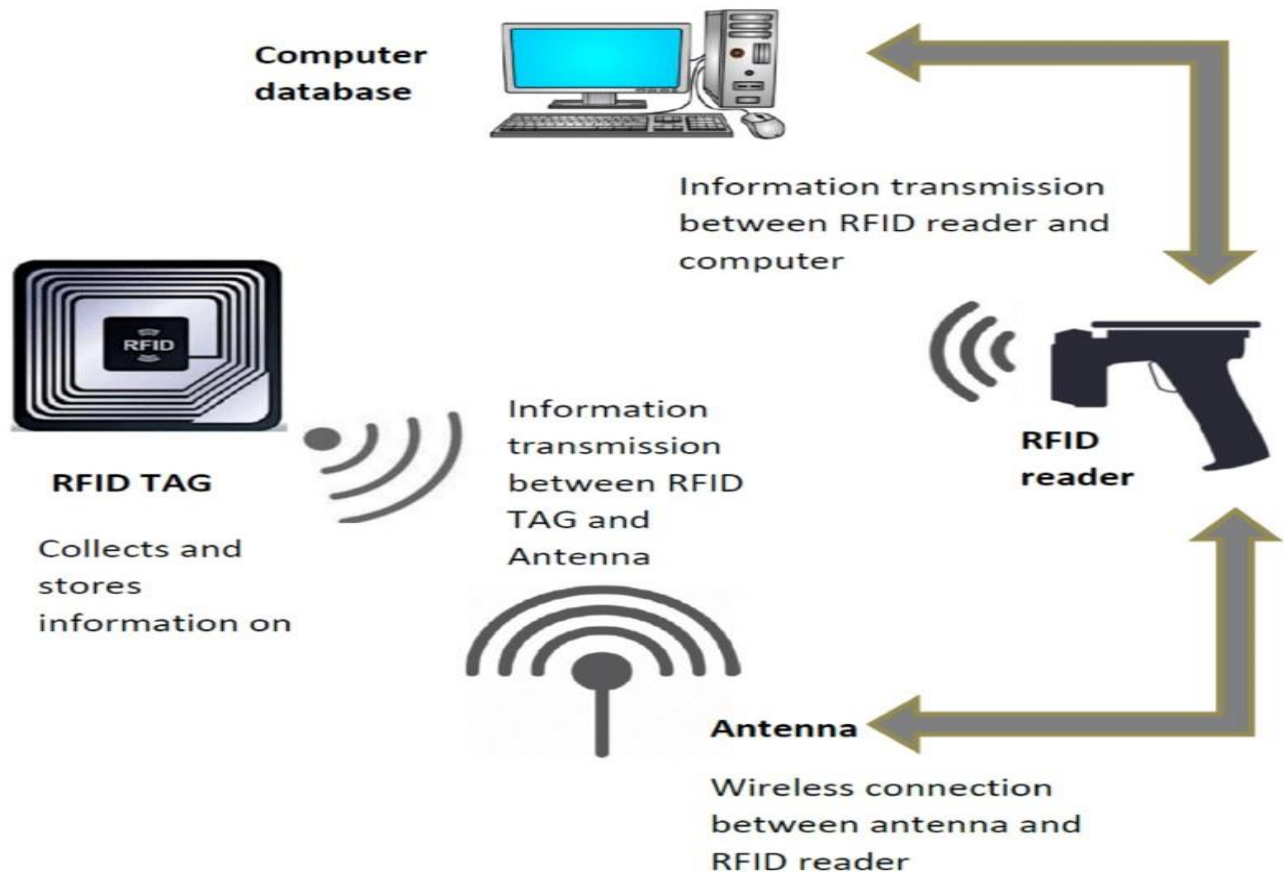 Computer
database
Information transmission
between RFID reader and
computer
RFID
RFID TAG
Collects and
stores
information on
Information
transmission
between RFID
TAG and
Antenna
RFID
reader
Antenna
Wireless connection
between antenna and
RFID reader